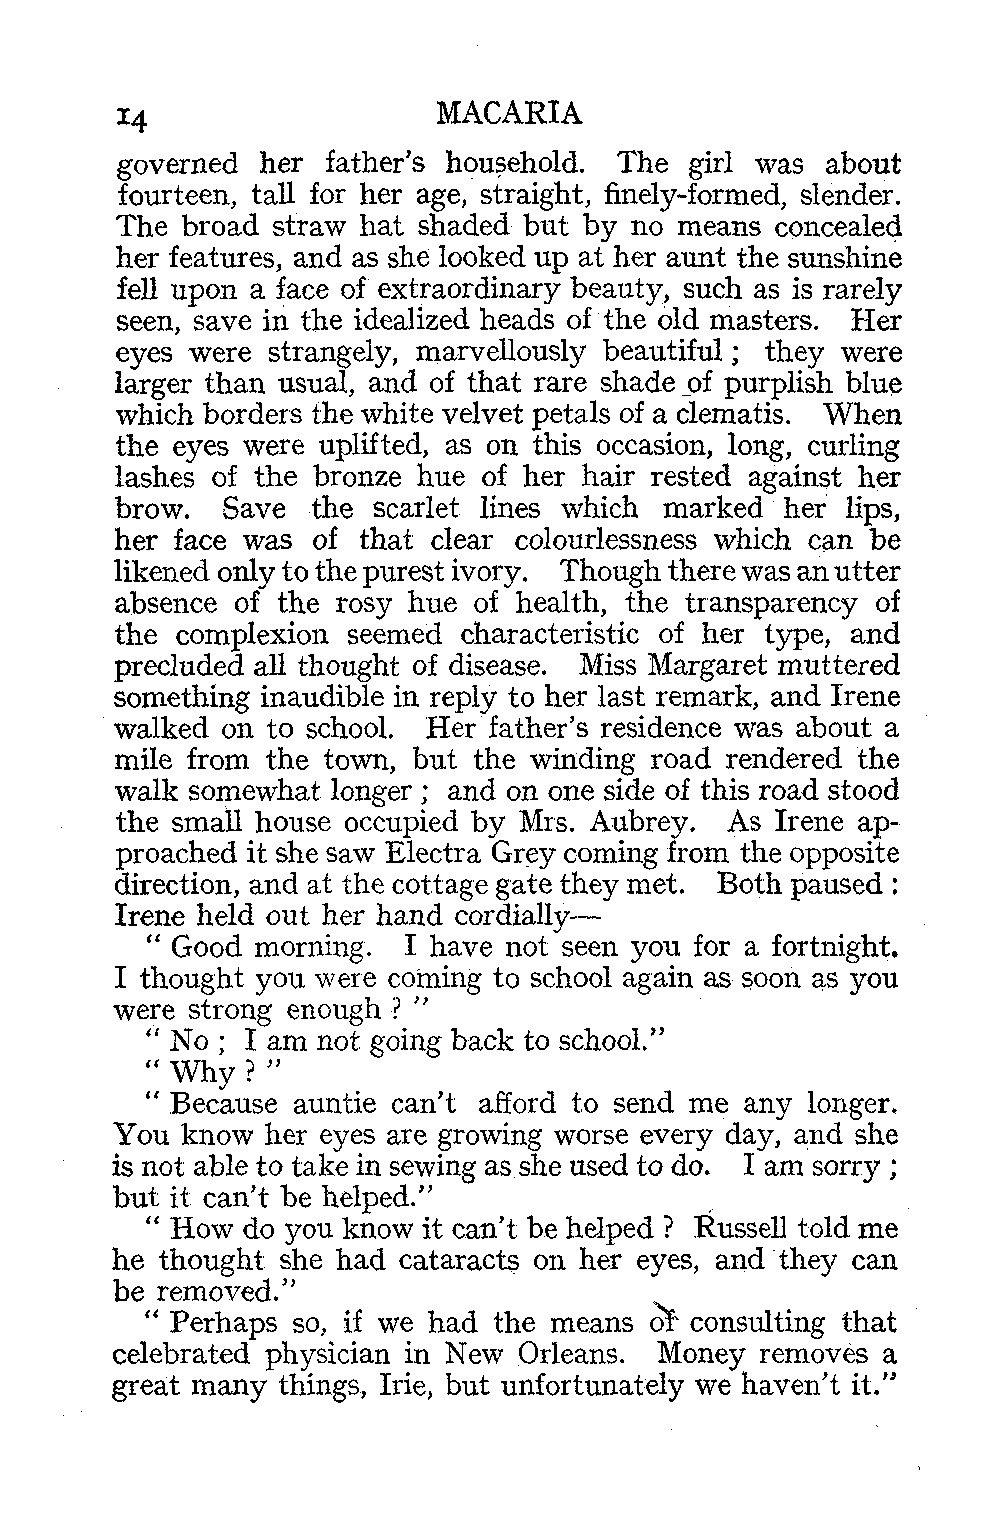 14 MACARIA
governed her father's household. The girl was about
fourteen, tall for her age, straight, finely-formed, slender.
The broad straw hat shaded but by no means concealed
her features, and as she looked up at her aunt the sunshine
fell upon a face of extraordinary beauty, such as is rarely
seen, save in the idealized heads of the old masters. Her
eyes were strangely, marvellously beautiful ; they were
larger than usual, and of that rare shade of purplish blue
which borders the white velvet petals of a clematis. When
the eyes were uplifted, as on this occasion, long, curling
lashes of the bronze hue of her hair rested against her
brow. Save the scarlet lines which marked her lips,
her face was of that clear colourlessness which can be
likened only to the purest ivory. Though there was an utter
absence of the rosy hue of health, the transparency of
the complexion seemed characteristic of her type, and
precluded all thought of disease. Miss Margaret muttered
something inaudible in reply to her last remark, and Irene
walked on to school. Her father's residence was about a
mile from the town, but the winding road rendered the
walk somewhat longer ; and on one side of this road stood
the small house occupied by Mrs. Aubrey. As Irene ap-
proached it she saw Electra Grey coming from the opposite
direction, and at the cottage gate they met. Both paused :
Irene held out her hand cordially—
" Good morning. I have not seen you for a fortnight.
I thought you were coming to school again as soon as you
were strong enough ? "
" No ; I am not going back to school."
" Why ? "
" Because auntie can't afford to send me any longer.
You know her eyes are growing worse every day, and she
is not able to take in sewing as she used to do. I am sorry ;
but it can't be helped."
" How do you know it can't be helped ? Russell told me
he thought she had cataracts on her eyes, and they can
be removed."
" Perhaps so, if we had the means of consulting that
celebrated physician in New Orleans. Money removes a
great many things, Irie, but unfortunately we haven't it."